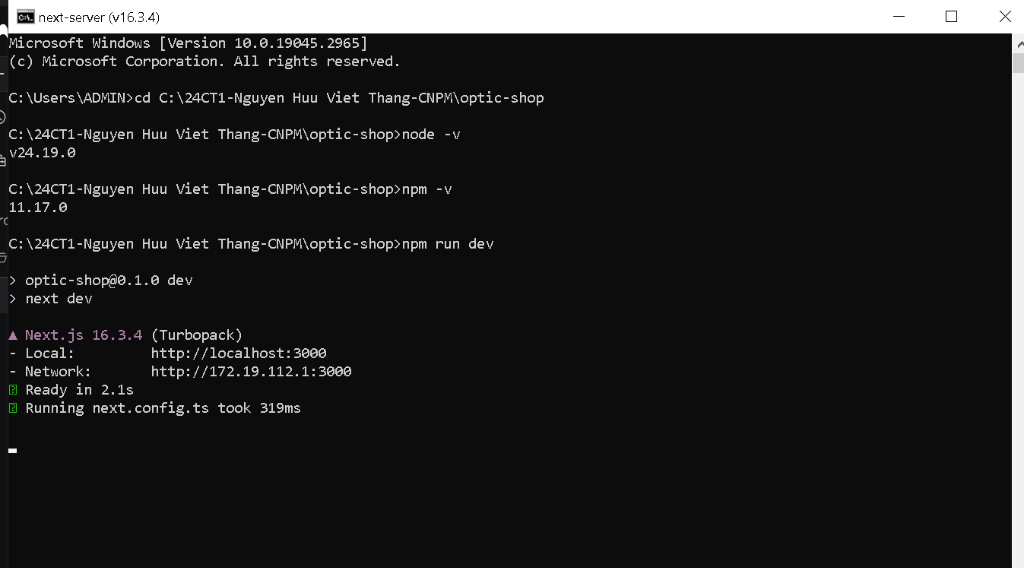 next-server (v16.3.4)
Microsoft Windows [Version 10.0.19045.2965]
(c) Microsoft Corporation. All rights reserved.
C:\Users\ADMIN>cd C:\24CT1-Nguyen Huu Viet Thang-CNPM\optic-shop
C:\24CT1-Nguyen Huu Viet Thang-CNPM\optic-shop>node -v
v24.19.0
C:\24CT1-Nguyen Huu Viet Thang-CNPM\optic-shop>npm -v
11.17.0
C:\24CT1-Nguyen Huu Viet Thang-CNPM\optic-shop>npm run dev
> optic-shop@0.1.0 dev
> next dev
▲ Next.js 16.3.4 (Turbopack)
- Local: http://localhost:3000
- Network: http://172.19.112.1:3000
Ready in 2.1s
Running next.config.ts took 319ms